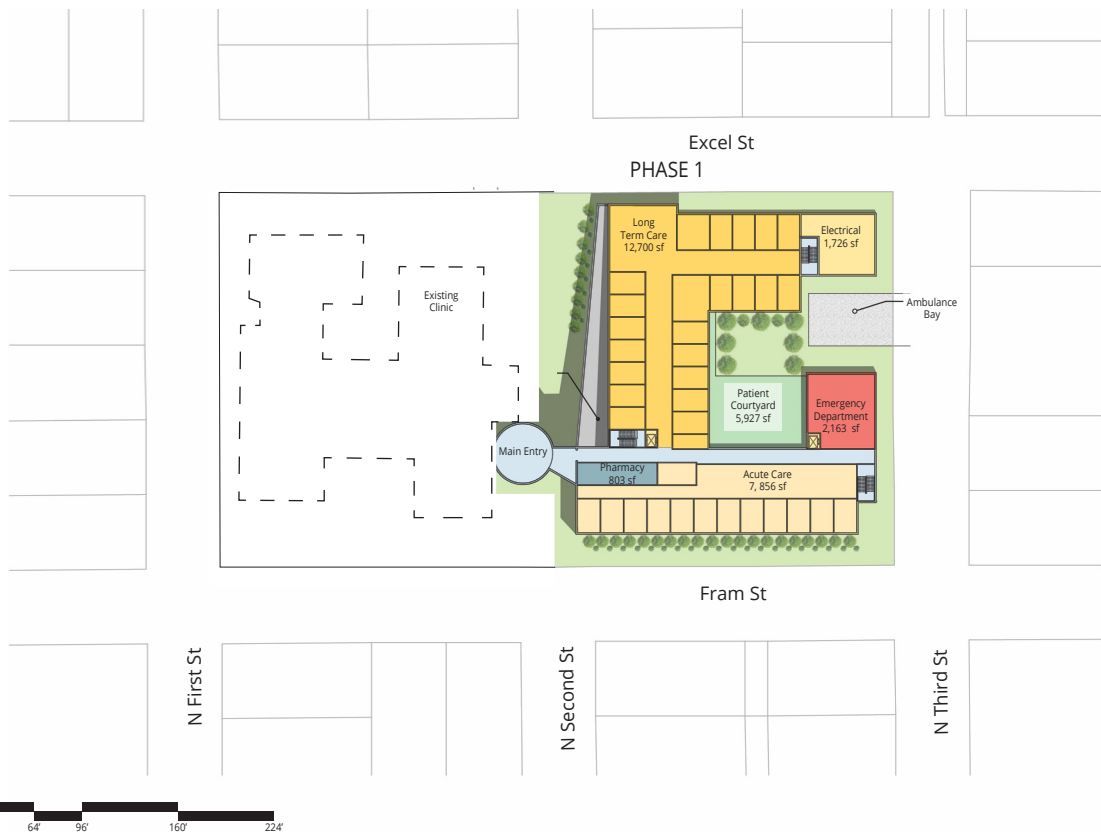 Excel St
PHASE 1
Long
Term Care
12,700 sf
Electrical
1,726 sf
Existing
Clinic
Ambulance
Bay
Patient
Courtyard
5,927 sf
Emergency
Department
2,163 sf
Main Entry
Pharmacy
803 sf
Acute Care
7, 856 sf
Fram St
N First St
N Second St
N Third St
64' 96' 160' 224'